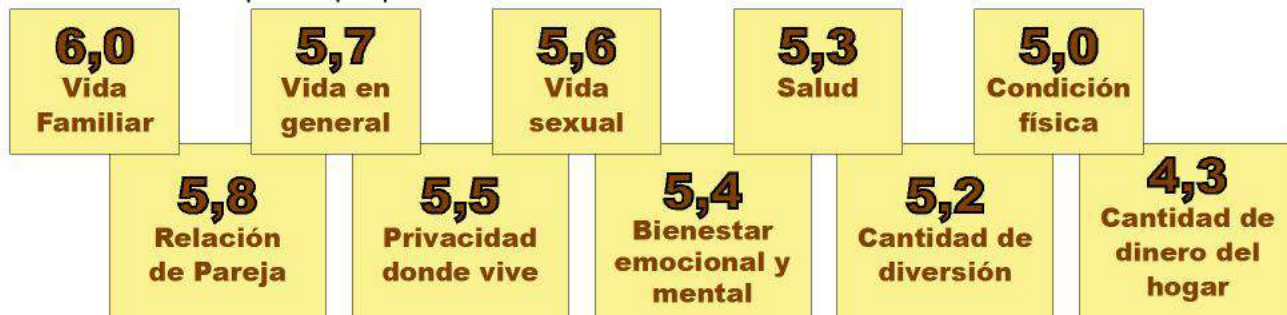 6,0
Vida
Familiar
5,7
Vida en
general
5,6
Vida
sexual
5,3
Salud
5,0
Condición
física
5,8
Relación
de Pareja
5,5
Privacidad
donde vive
5,4
Bienestar
emocional y
mental
5,2
Cantidad de
diversión
4,3
Cantidad de
dinero del
hogar